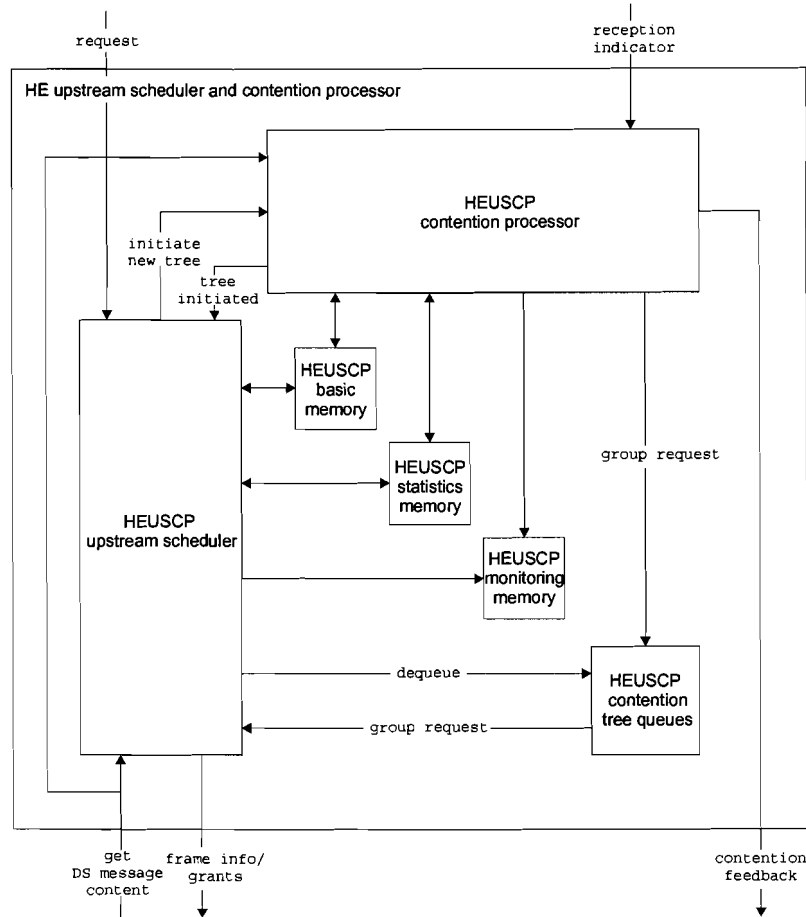 request
reception
indicator
HE upstream scheduler and contention processor
HEUSCP
contention processor
initiate
new tree
tree
initiated
HEUSCP
basic
memory
group request
HEUSCP
statistics
memory
HEUSCP
upstream scheduler
HEUSCP
monitoring
memory
dequeue
HEUSCP
contention
tree queues
group request
get
DS message
content
frame info/
grants
contention
feedback